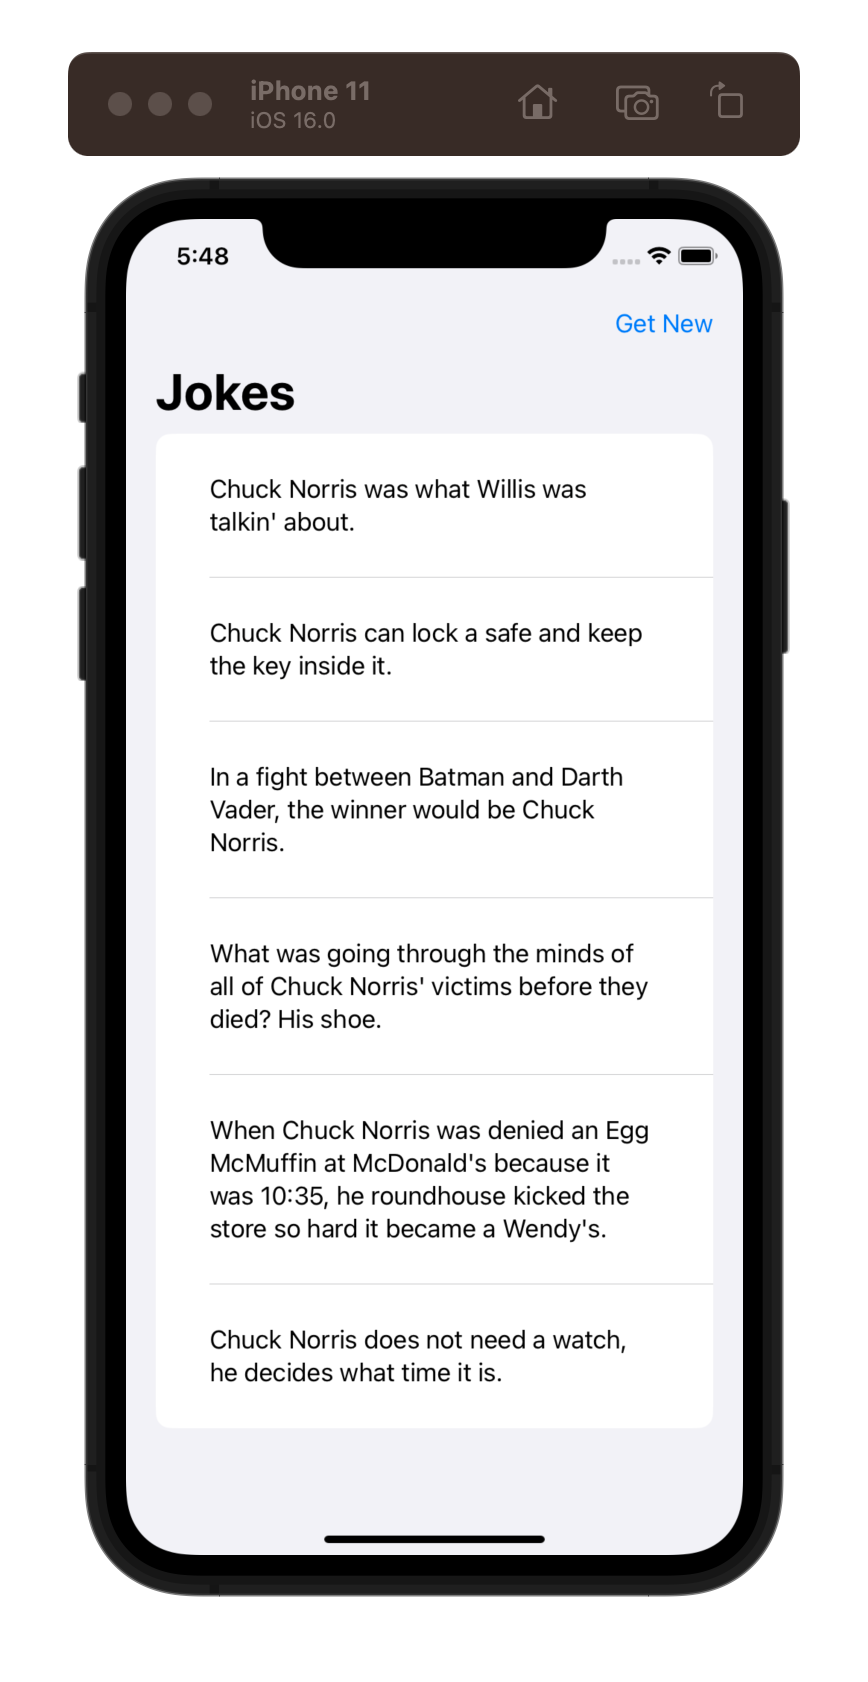 iPhone 11
iOS 16.0
5:48
Get New
Jokes
Chuck Norris was what Willis was
talkin' about.
Chuck Norris can lock a safe and keep
the key inside it.
In a fight between Batman and Darth
Vader, the winner would be Chuck
Norris.
What was going through the minds of
all of Chuck Norris' victims before they
died? His shoe.
When Chuck Norris was denied an Egg
McMuffin at McDonald's because it
was 10:35, he roundhouse kicked the
store so hard it became a Wendy's.
Chuck Norris does not need a watch,
he decides what time it is.